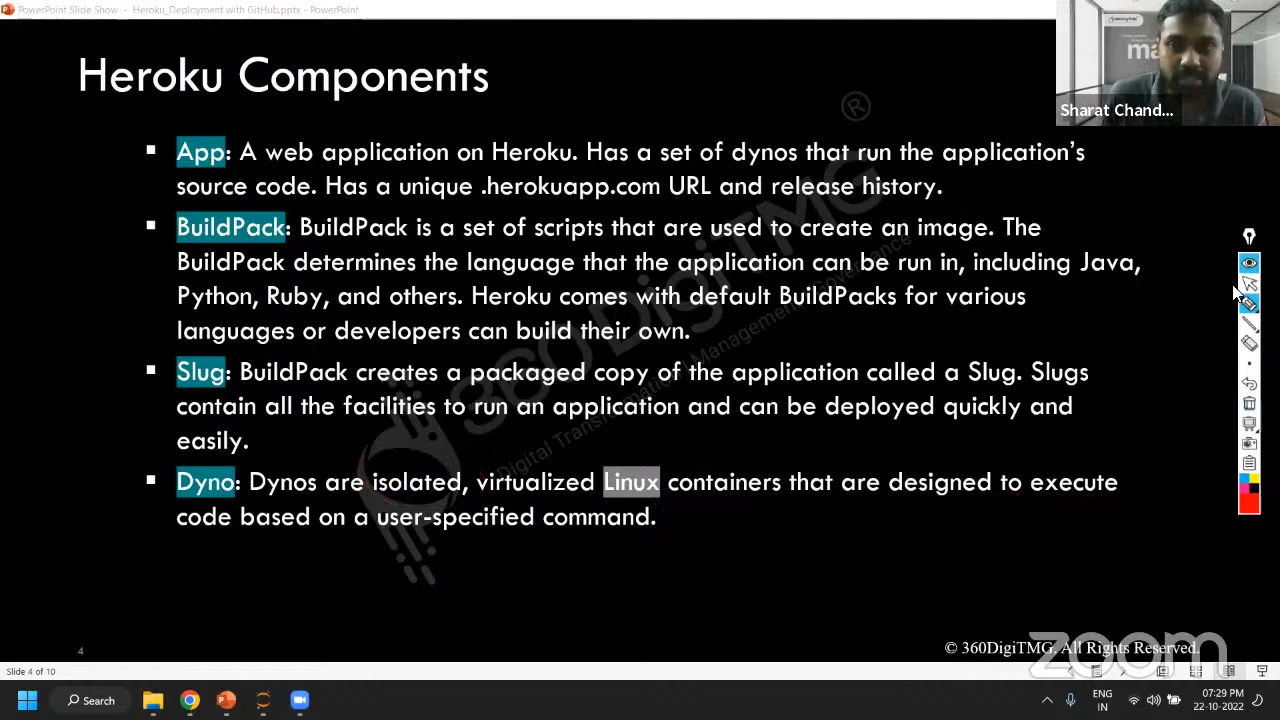 PowerPoint Slide Show - Heroku_Deployment with GitHub.pptx - PowerPoint
Heroku Components
Sharat Chand...
▪ App: A web application on Heroku. Has a set of dynos that run the application's
source code. Has a unique .herokuapp.com URL and release history.
▪ BuildPack: BuildPack is a set of scripts that are used to create an image. The
BuildPack determines the language that the application can be run in, including Java,
Python, Ruby, and others. Heroku comes with default BuildPacks for various
languages or developers can build their own.
▪ Slug: BuildPack creates a packaged copy of the application called a Slug. Slugs
contain all the facilities to run an application and can be deployed quickly and
easily.
▪ Dyno: Dynos are isolated, virtualized Linux containers that are designed to execute
code based on a user-specified command.
360DigiTMG ®
4
© 360DigiTMG. All Rights Reserved.
zoom
Slide 4 of 10
Search
ENG
IN
07:29 PM
22-10-2022